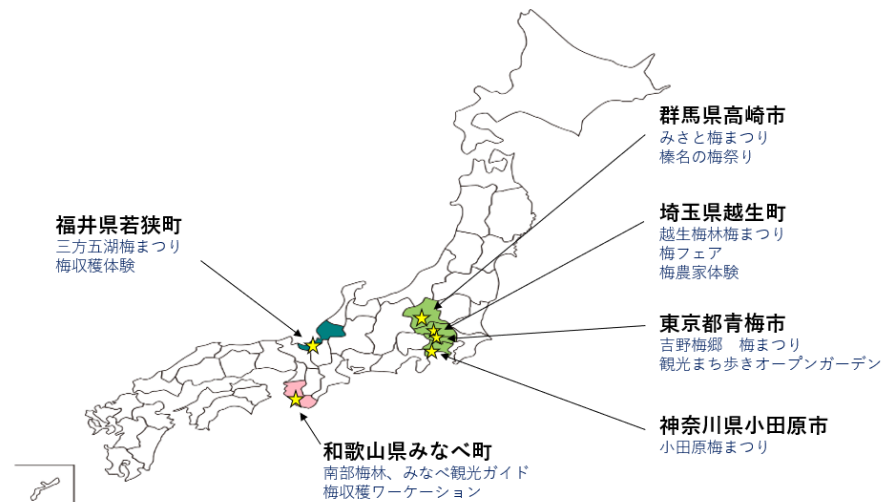 群馬県高崎市
みさと梅まつり
榛名の梅祭り
埼玉県越生町
越生梅林梅まつり
梅フェア
梅農家体験
福井県若狭町
三方五湖梅まつり
梅収穫体験
東京都青梅市
吉野梅郷　梅まつり
観光まち歩きオープンガーデン
神奈川県小田原市
小田原梅まつり
和歌山県みなべ町
南部梅林、みなべ観光ガイド
梅収穫ワーケーション